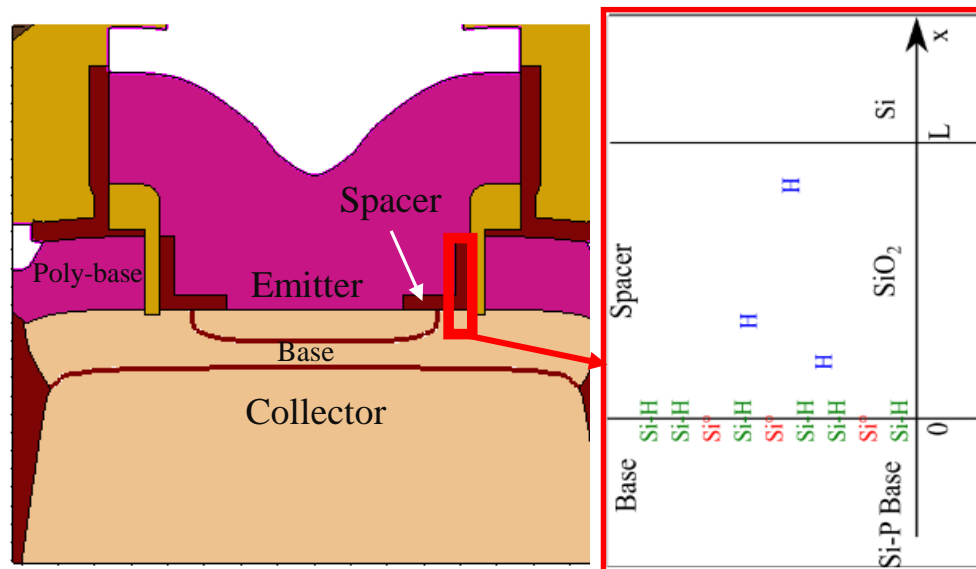 Spacer
Poly-base
Emitter
Base
Collector
x
Si
L
H
H
H
SiO₂
Spacer
Si-H
Si-H
Si°
Si-H
Si°
Si-H
Si-H
Si°
Si-H
0
Base
Si-P Base